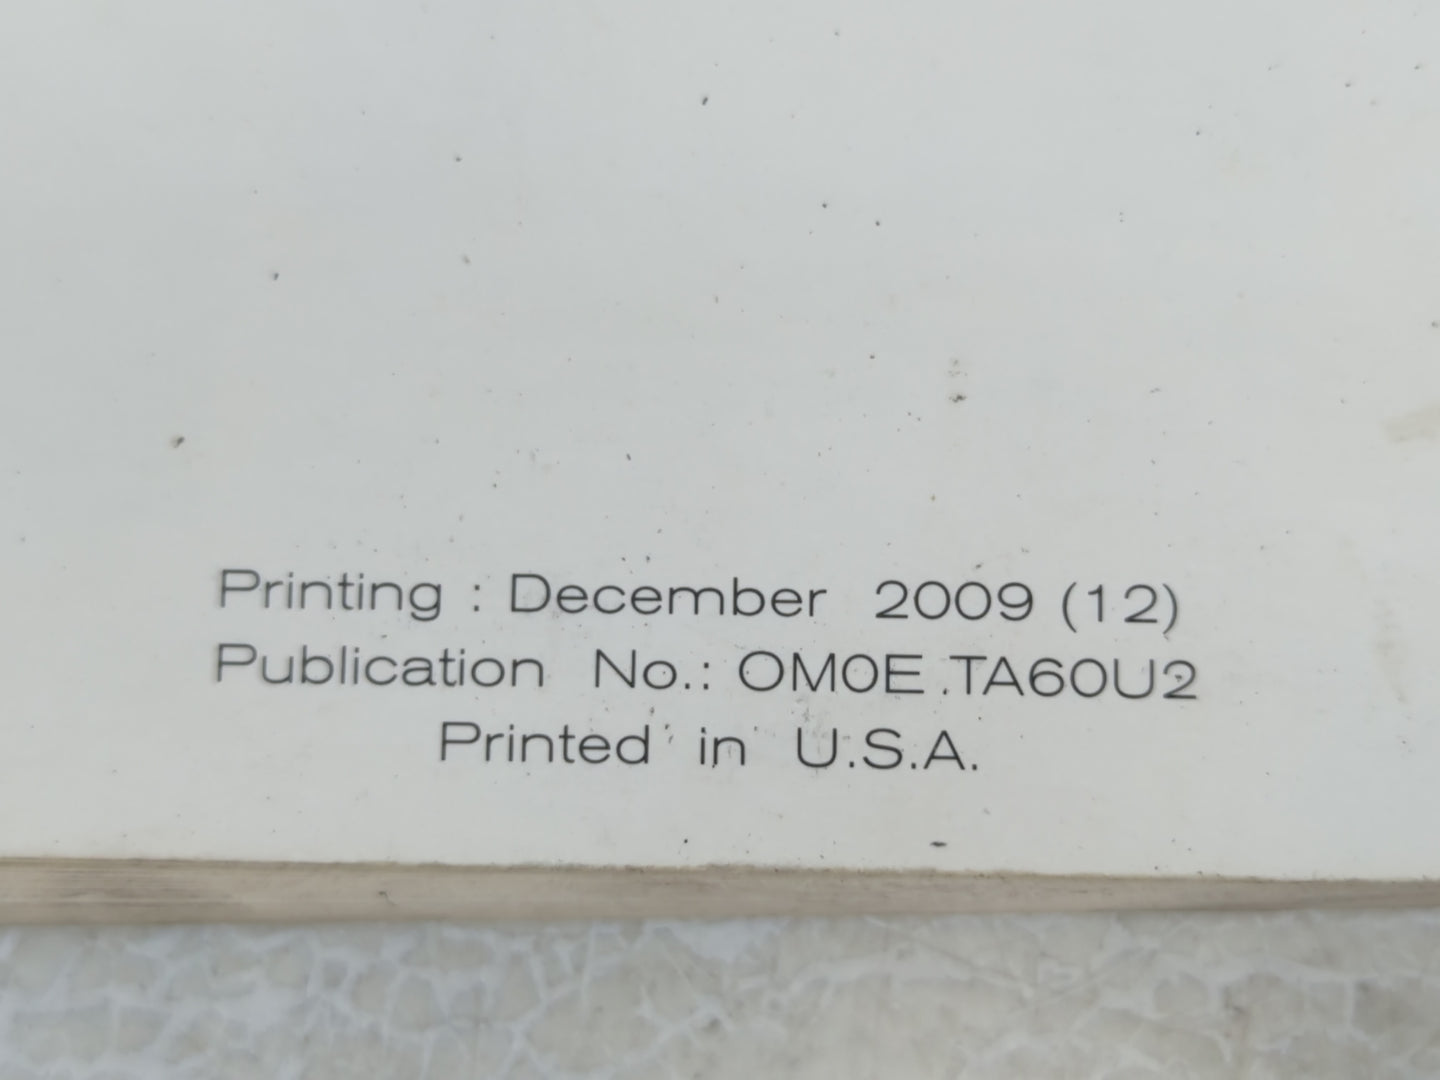 Printing : December 2009 (12)
Publication No.: OM0E.TA60U2
Printed in U.S.A.